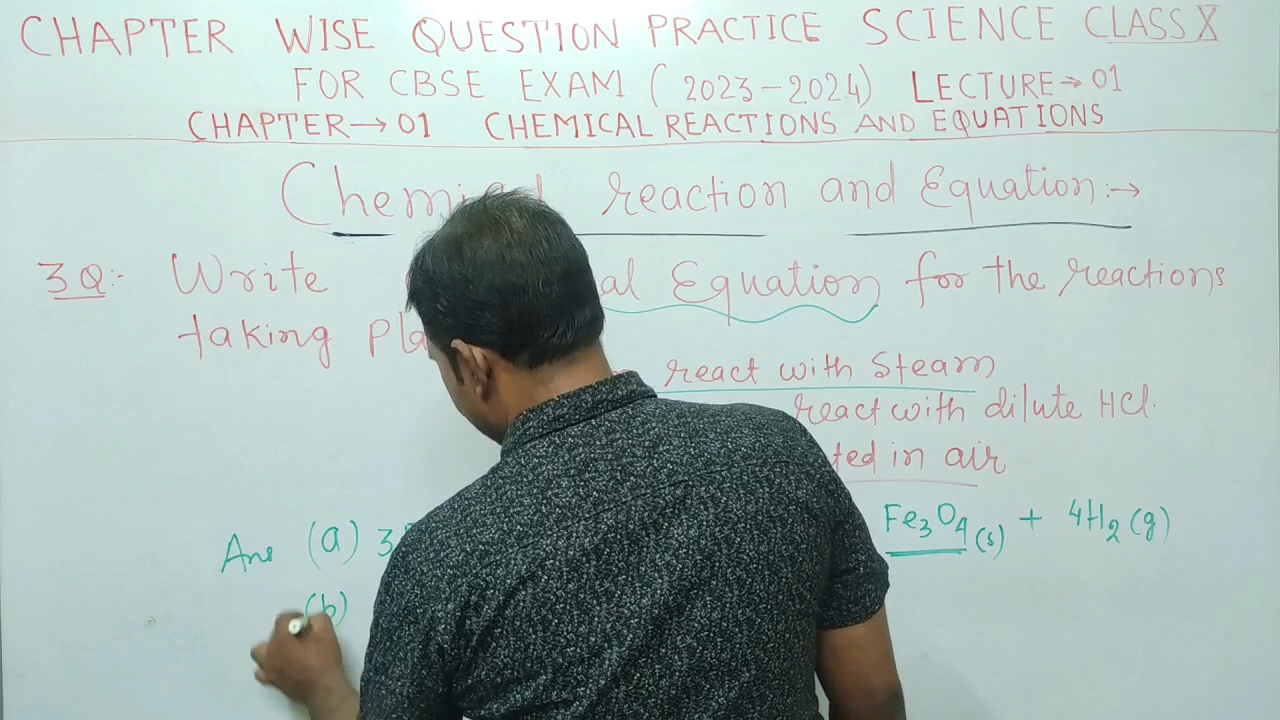 CHAPTER WISE QUESTION PRACTICE SCIENCE CLASS X
FOR CBSE EXAM (2023-2024) LECTURE→01
CHAPTER→01 CHEMICAL REACTIONS AND EQUATIONS
Chemical reaction and Equation:→
3Q:- Write al Equation for the reactions
taking pla
react with Steam
react with dilute HCl.
ted in air
Ans (a) 3 Fe₃O₄(s) + 4H₂(g)
(b)